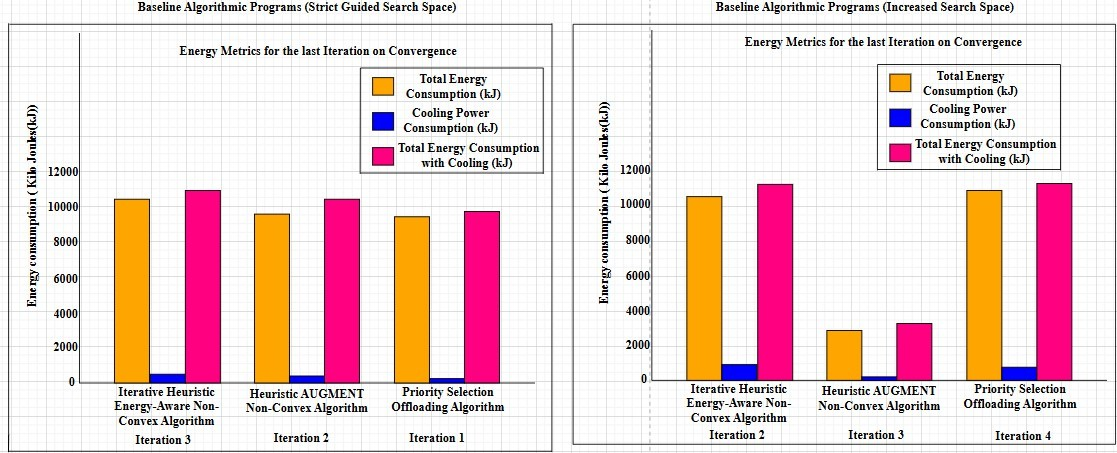 Baseline Algorithmic Programs (Strict Guided Search Space)
Energy Metrics for the last Iteration on Convergence
Total Energy
Consumption (kJ)
Cooling Power
Consumption (kJ)
Total Energy Consumption
with Cooling (kJ)
Energy consumption ( Kilo Joules(kJ))
12000
10000
8000
6000
4000
2000
0
Iterative Heuristic
Energy-Aware Non-
Convex Algorithm
Iteration 3
Heuristic AUGMENT
Non-Convex Algorithm
Iteration 2
Priority Selection
Offloading Algorithm
Iteration 1
Baseline Algorithmic Programs (Increased Search Space)
Energy Metrics for the last Iteration on Convergence
Total Energy
Consumption (kJ)
Cooling Power
Consumption (kJ)
Total Energy Consumption
with Cooling (kJ)
Energy consumption ( Kilo Joules(kJ))
12000
10000
8000
6000
4000
2000
0
Iterative Heuristic
Energy-Aware Non-
Convex Algorithm
Iteration 2
Heuristic AUGMENT
Non-Convex Algorithm
Iteration 3
Priority Selection
Offloading Algorithm
Iteration 4